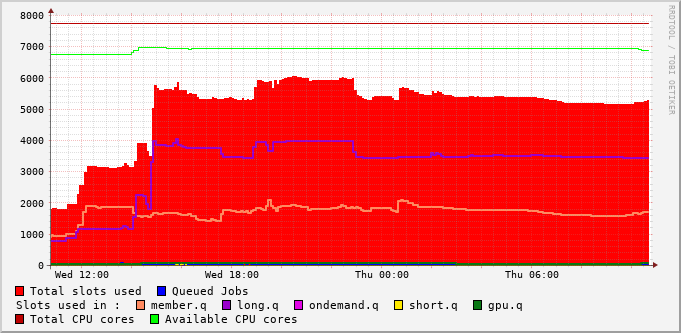 8000
7000
6000
5000
4000
3000
2000
1000
0
Wed 12:00 Wed 18:00 Thu 00:00 Thu 06:00
RRDTOOL / TOBI OETIKER
Total slots used Queued Jobs
Slots used in : member.q long.q ondemand.q short.q gpu.q
Total CPU cores Available CPU cores